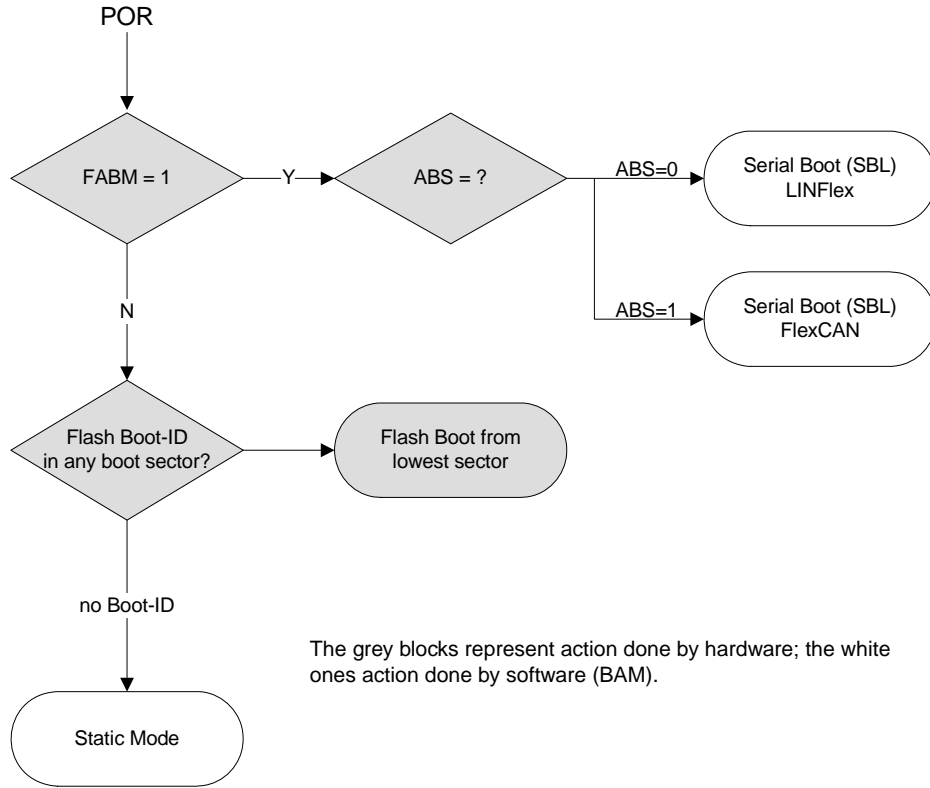 POR
FABM = 1
Y
ABS = ?
ABS=0
Serial Boot (SBL)
LINFlex
ABS=1
Serial Boot (SBL)
FlexCAN
N
Flash Boot-ID
in any boot sector?
Flash Boot from
lowest sector
no Boot-ID
The grey blocks represent action done by hardware; the white
ones action done by software (BAM).
Static Mode